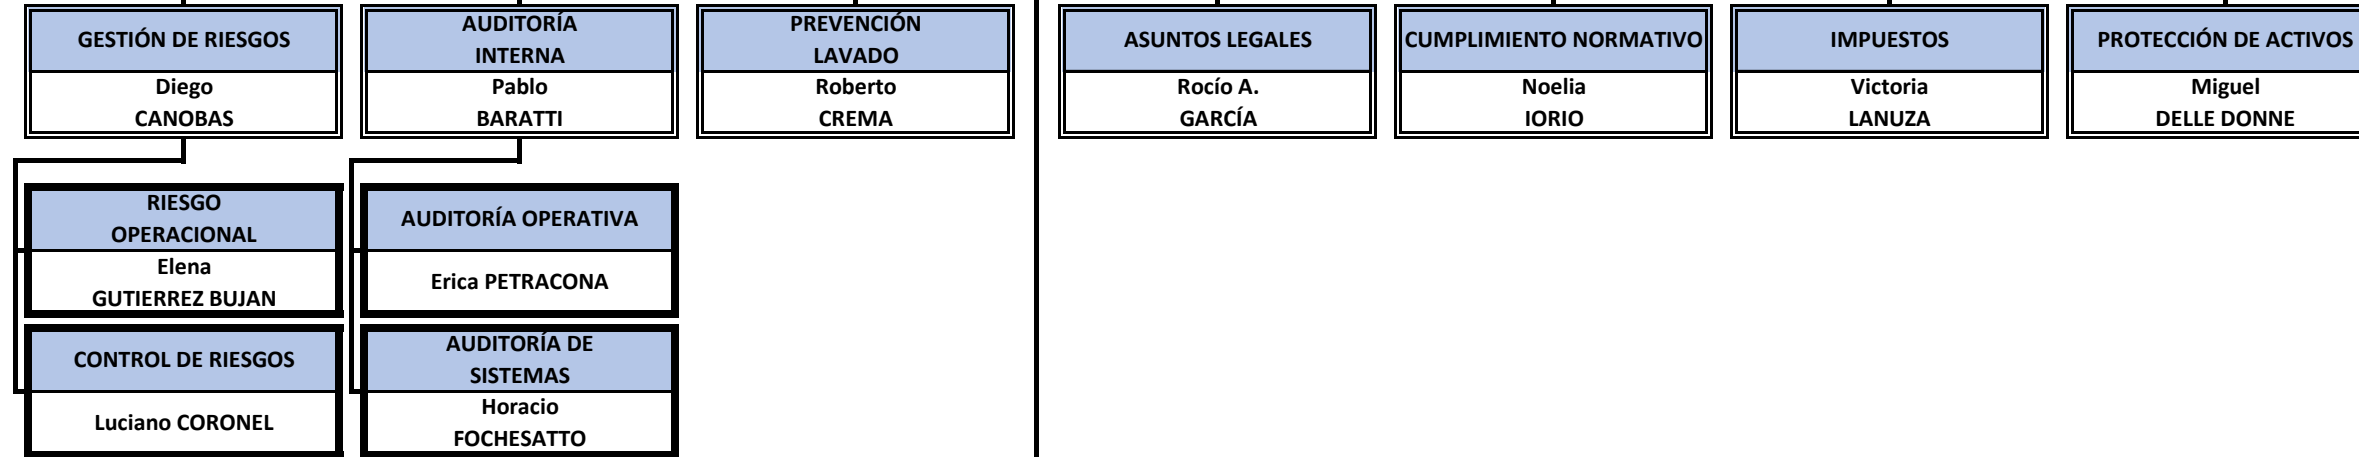 GESTIÓN DE RIESGOS
Diego
CANOBAS
AUDITORÍA
INTERNA
Pablo
BARATTI
PREVENCIÓN
LAVADO
Roberto
CREMA
ASUNTOS LEGALES
Rocío A.
GARCÍA
CUMPLIMIENTO NORMATIVO
Noelia
IORIO
IMPUESTOS
Victoria
LANUZA
PROTECCIÓN DE ACTIVOS
Miguel
DELLE DONNE
RIESGO
OPERACIONAL
Elena
GUTIERREZ BUJAN
AUDITORÍA OPERATIVA
Erica PETRACONA
CONTROL DE RIESGOS
Luciano CORONEL
AUDITORÍA DE
SISTEMAS
Horacio
FOCHESATTO